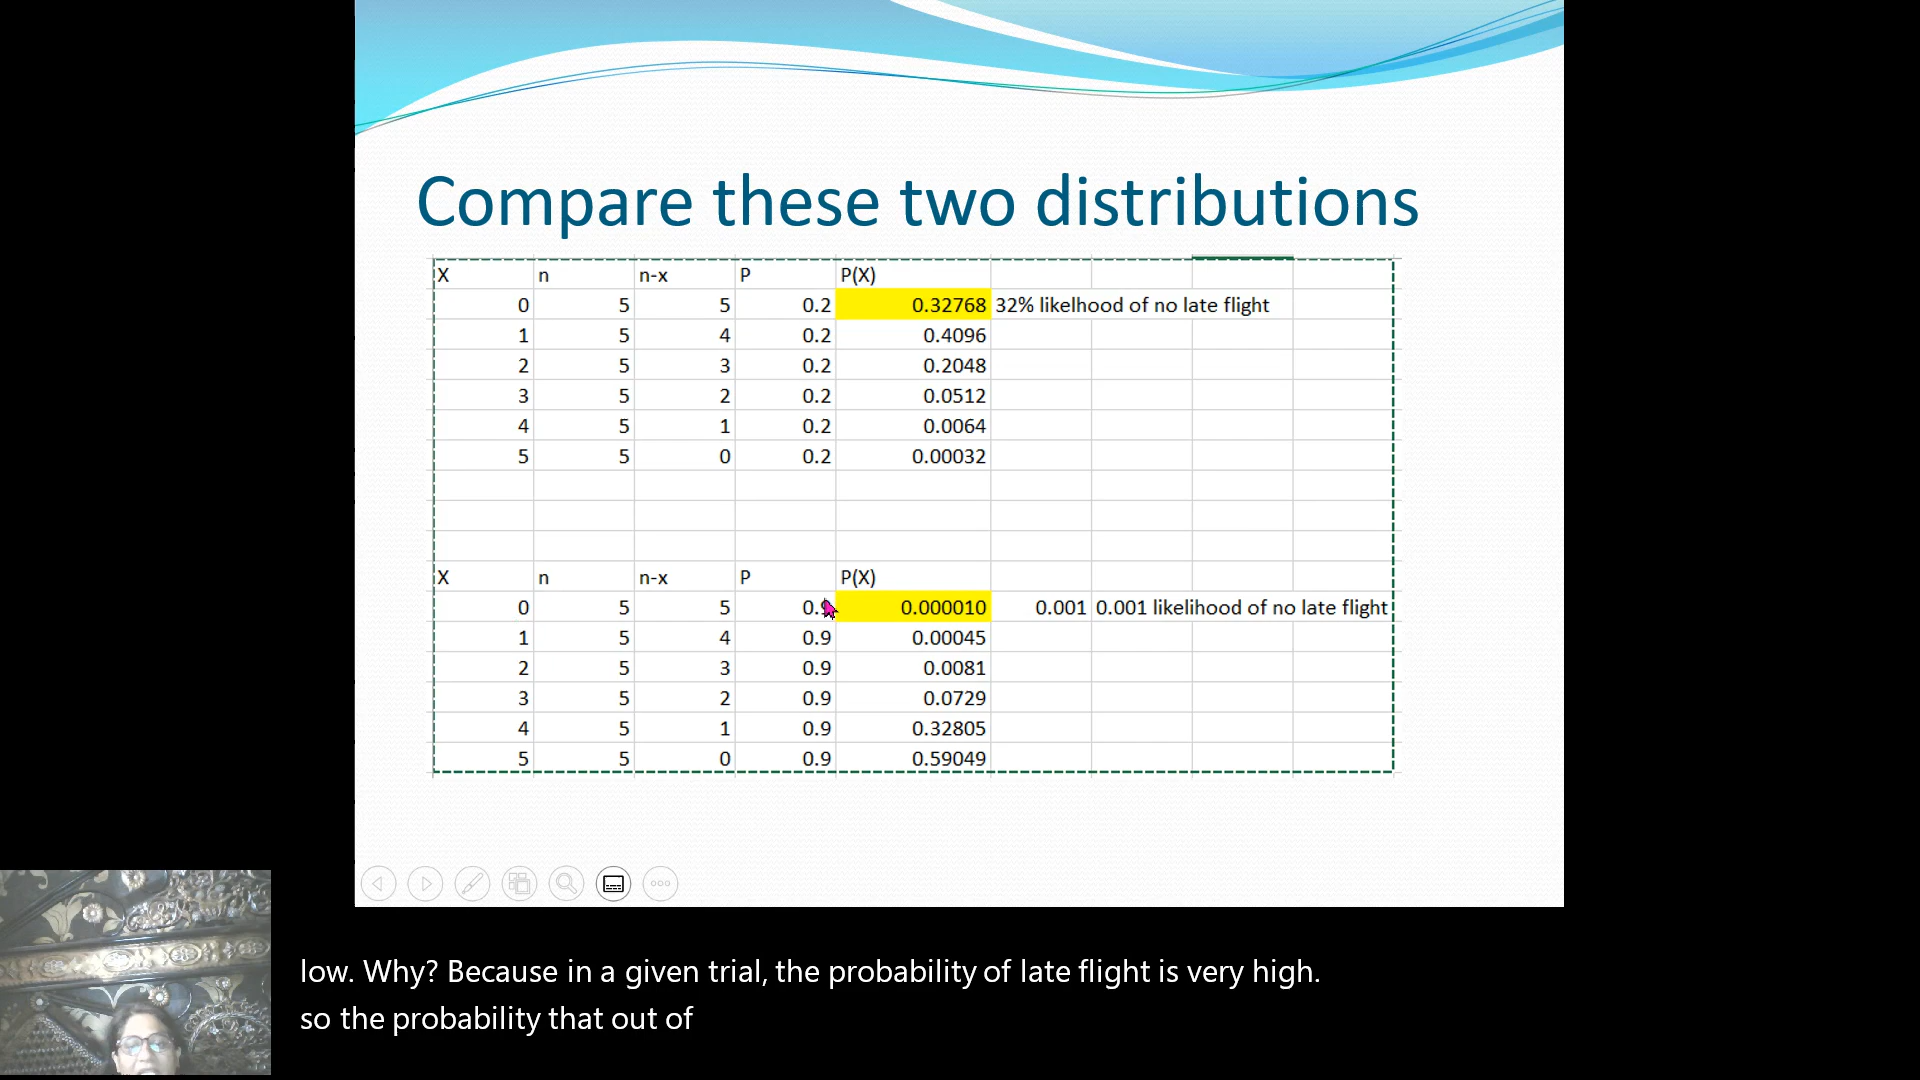 Compare these two distributions
X n n-x P P(X)
0 5 5 0.2 0.32768 32% likelhood of no late flight
1 5 4 0.2 0.4096
2 5 3 0.2 0.2048
3 5 2 0.2 0.0512
4 5 1 0.2 0.0064
5 5 0 0.2 0.00032
X n n-x P P(X)
0 5 5 0.9 0.000010 0.001 0.001 likelihood of no late flight
1 5 4 0.9 0.00045
2 5 3 0.9 0.0081
3 5 2 0.9 0.0729
4 5 1 0.9 0.32805
5 5 0 0.9 0.59049
low. Why? Because in a given trial, the probability of late flight is very high.
so the probability that out of